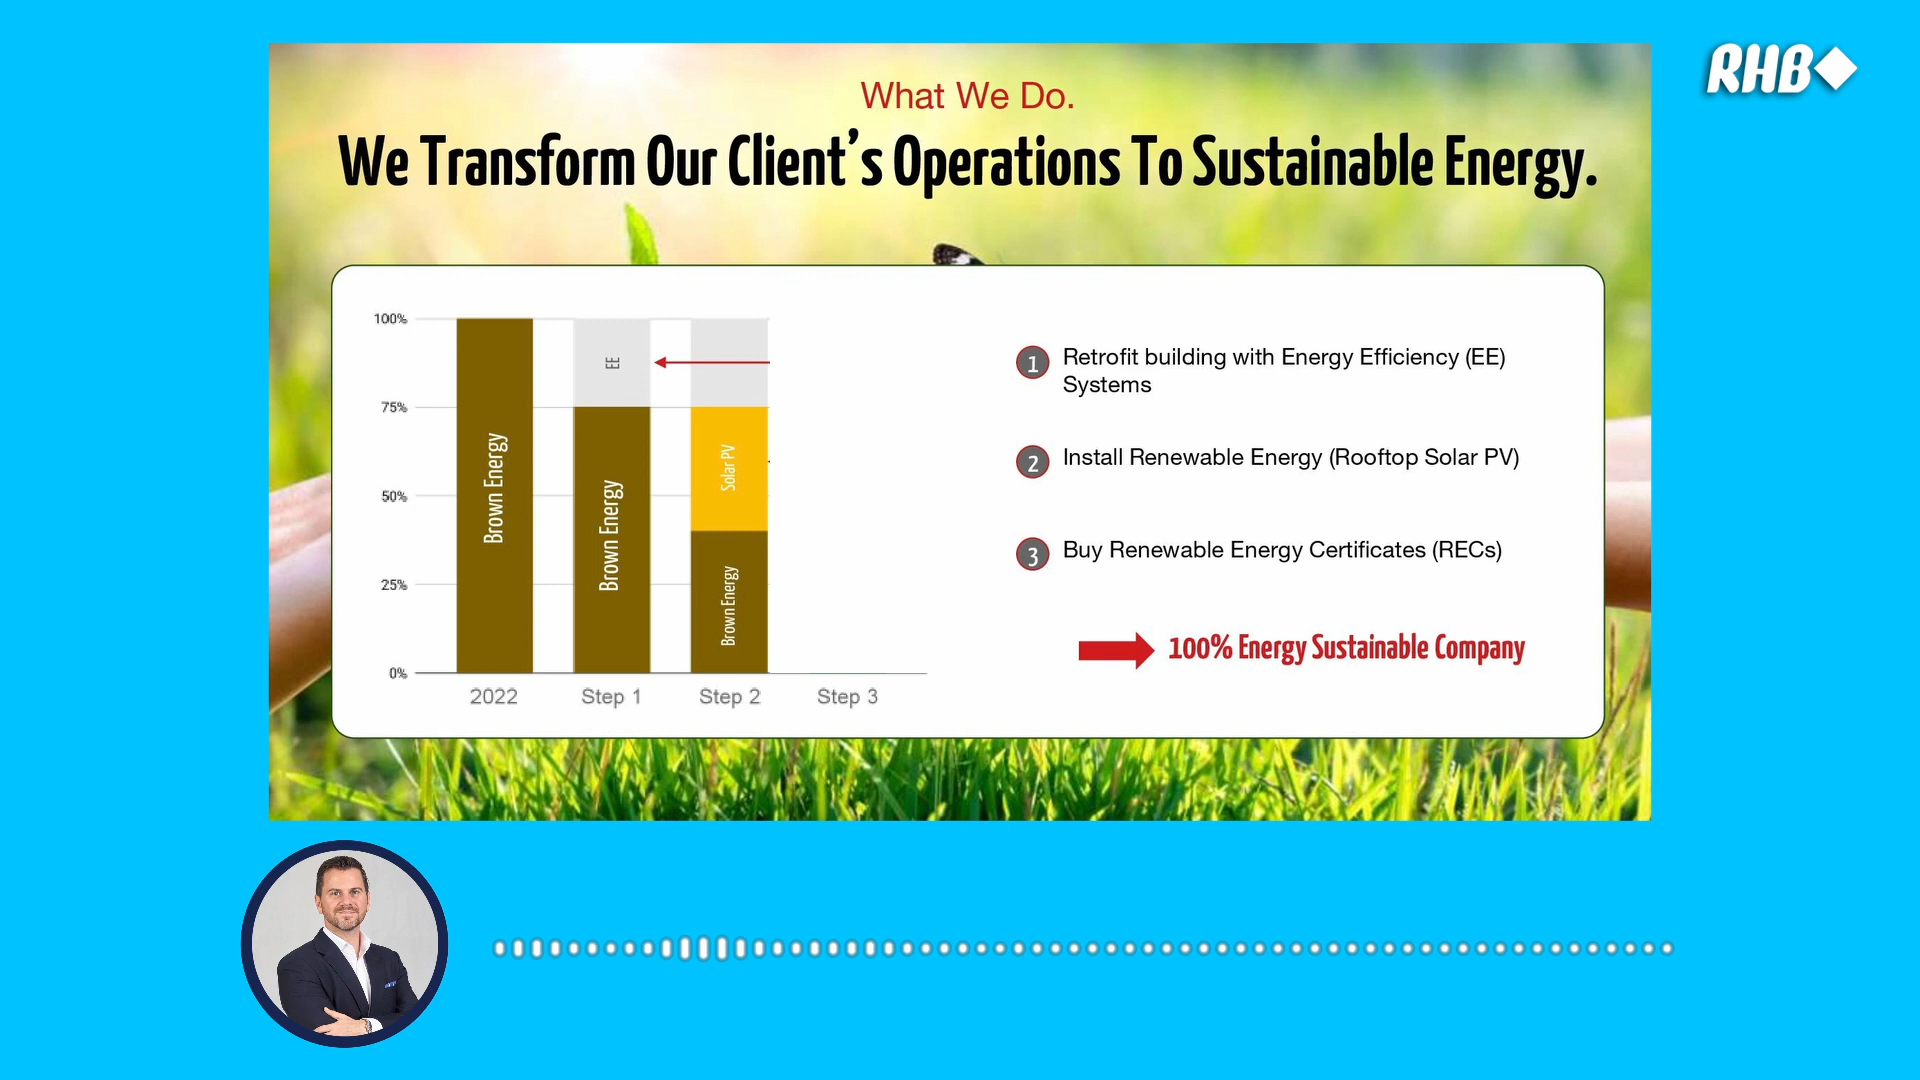 RHB
What We Do.
We Transform Our Client's Operations To Sustainable Energy.
100%
75%
50%
25%
0%
Brown Energy
EE
Brown Energy
Solar PV
Brown Energy
2022
Step 1
Step 2
Step 3
1
Retrofit building with Energy Efficiency (EE)
Systems
2
Install Renewable Energy (Rooftop Solar PV)
3
Buy Renewable Energy Certificates (RECs)
100% Energy Sustainable Company